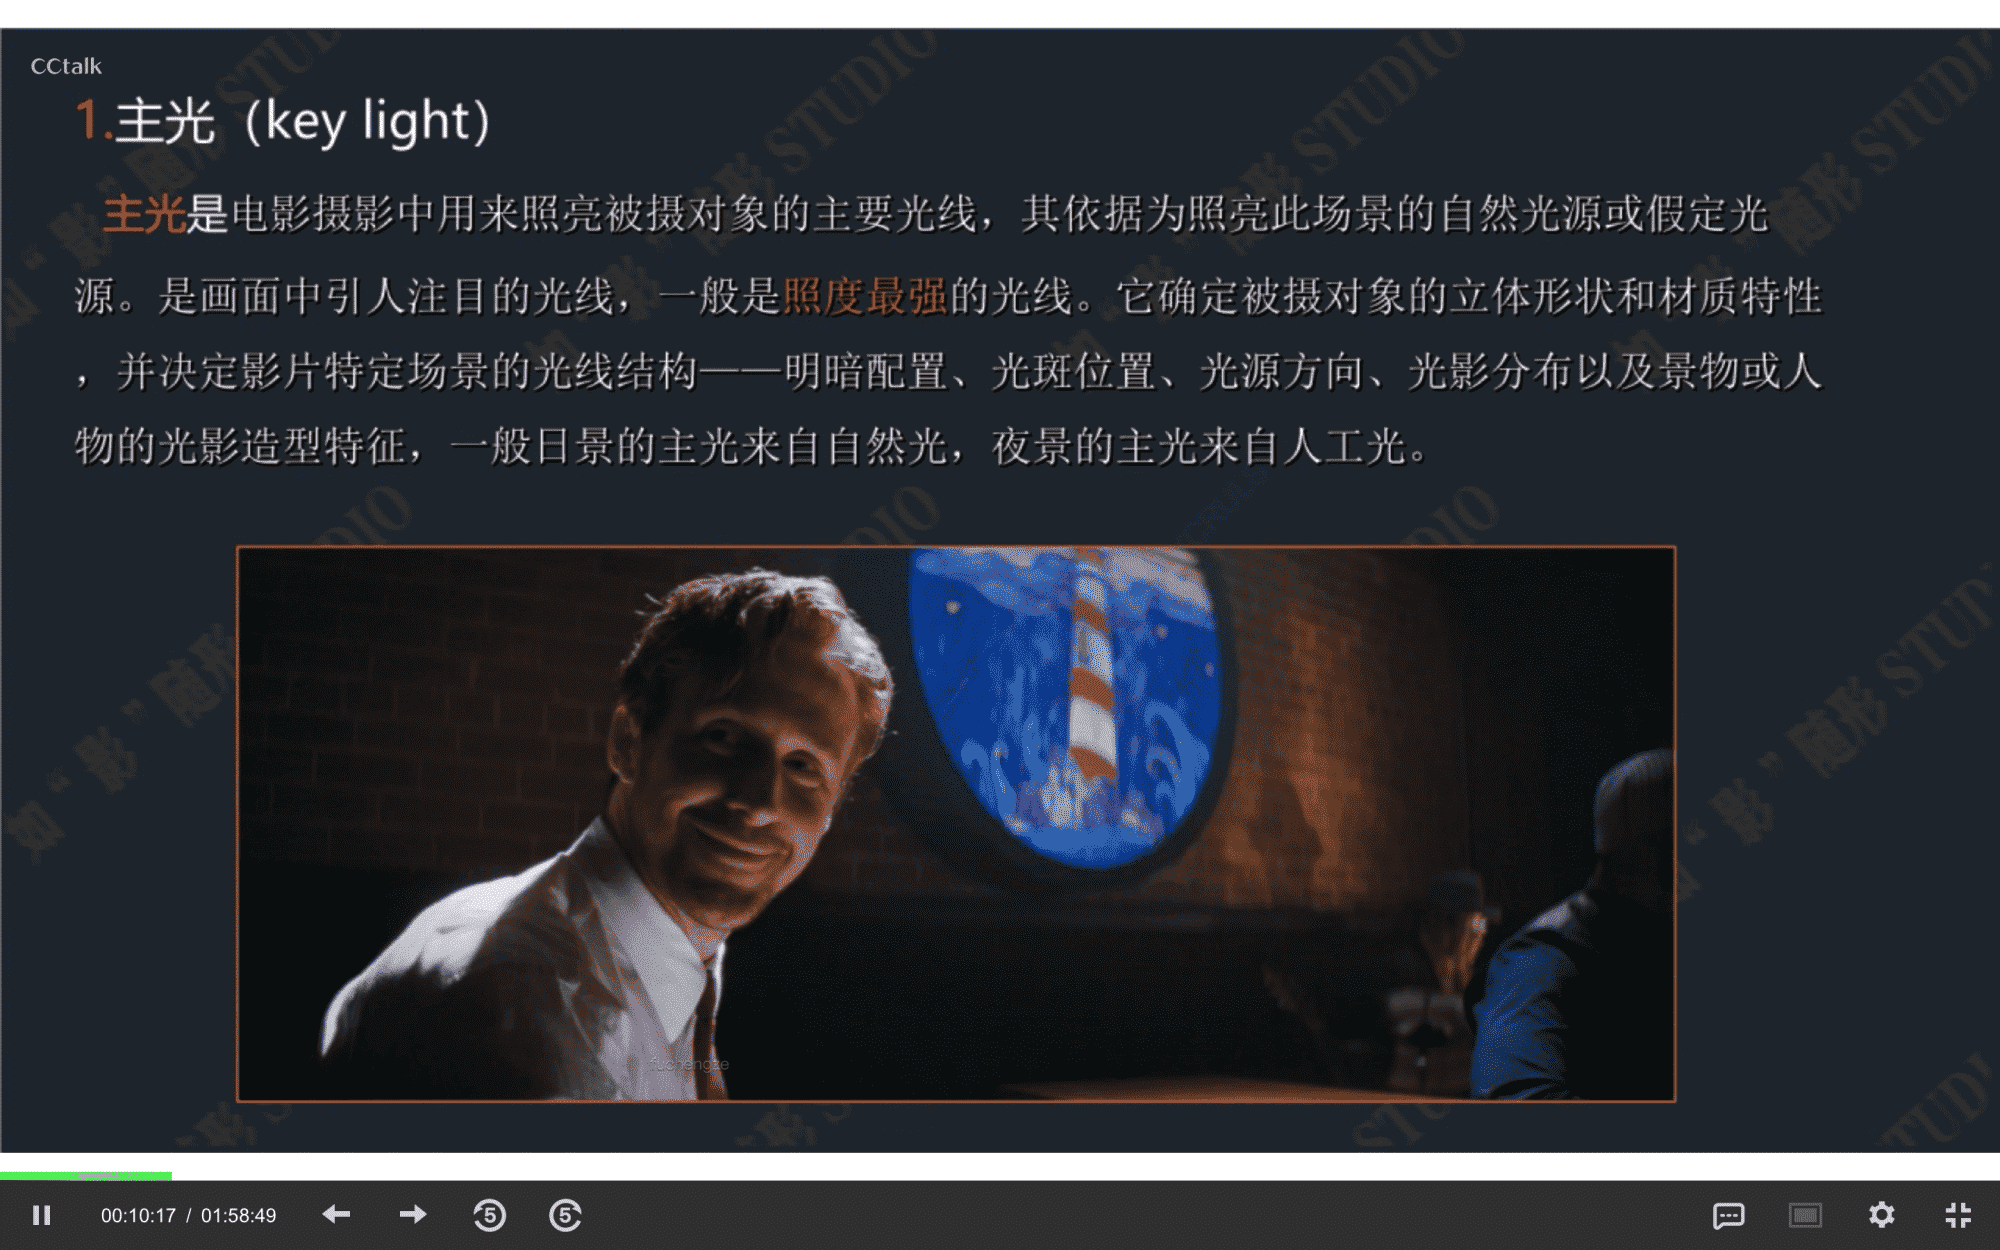 CCtalk
1.主光（key light）
主光是电影摄影中用来照亮被摄对象的主要光线，其依据为照亮此场景的自然光源或假定光
源。是画面中引人注目的光线，一般是照度最强的光线。它确定被摄对象的立体形状和材质特性
，并决定影片特定场景的光线结构——明暗配置、光斑位置、光源方向、光影分布以及景物或人
物的光影造型特征，一般日景的主光来自自然光，夜景的主光来自人工光。
如“影”随形 STUDIO
fuchengze
00:10:17 / 01:58:49
5
5